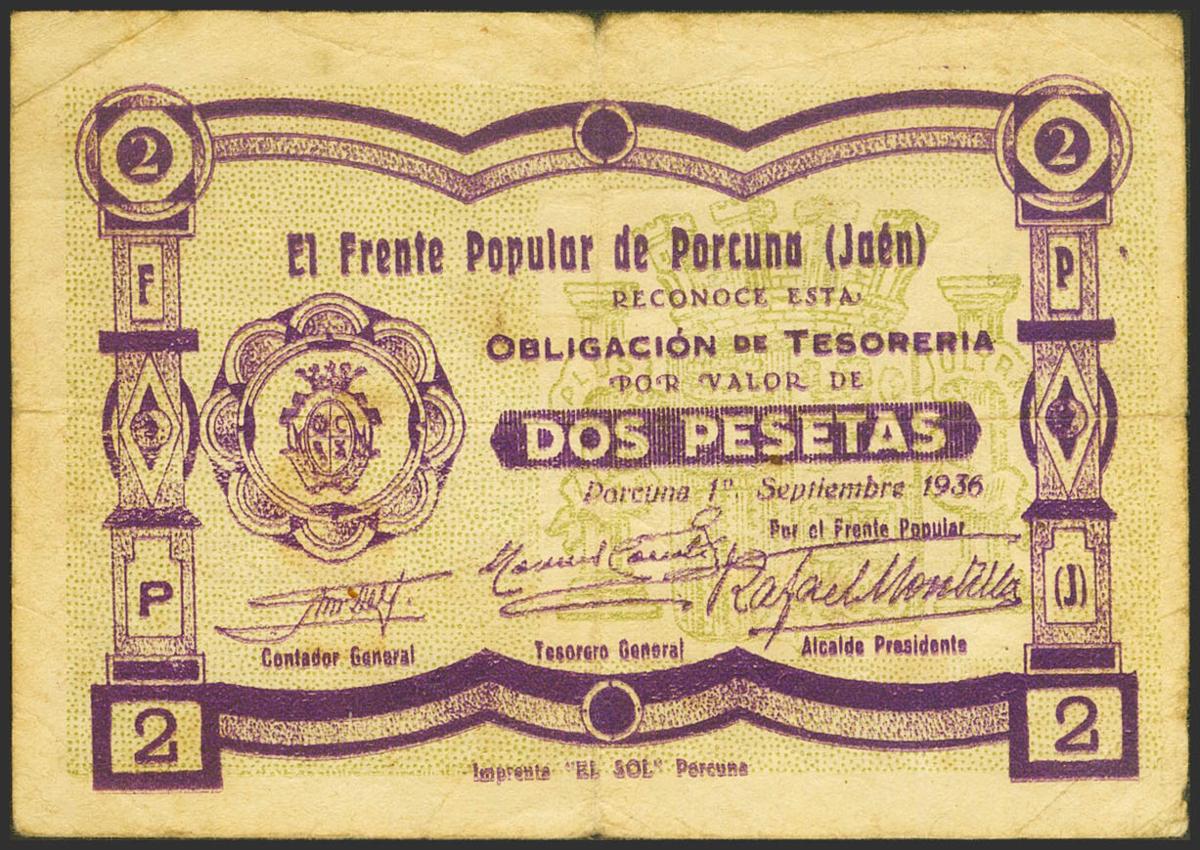 2 2
El Frente Popular de Porcuna (Jaén)
F P
RECONOCE ESTA
OBLIGACIÓN DE TESORERIA
POR VALOR DE
DOS PESETAS
Porcuna 1º. Septiembre 1936
Por el Frente Popular
Rafael Montilla
P (J)
Contador General Tesorero General Alcalde Presidente
2 2
Imprenta "EL SOL" Porcuna